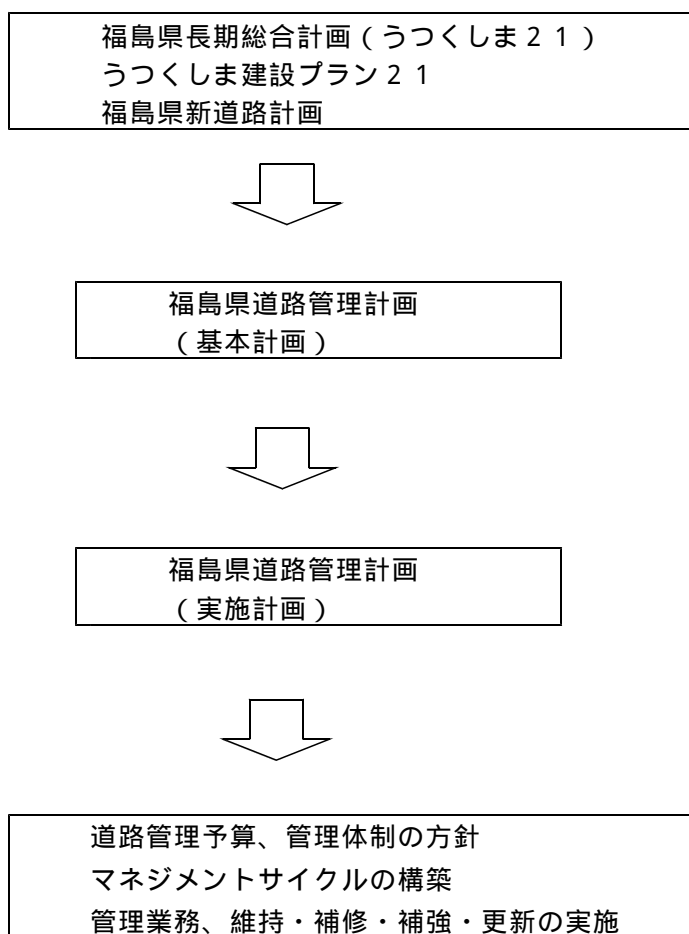 福島県長期総合計画（うつくしま２１）
うつくしま建設プラン２１
福島県新道路計画
福島県道路管理計画
（基本計画）
福島県道路管理計画
（実施計画）
道路管理予算、管理体制の方針
マネジメントサイクルの構築
管理業務、維持・補修・補強・更新の実施